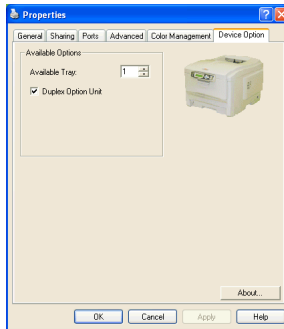 Properties
General Sharing Ports Advanced Color Management Device Option
Available Options
Available Tray: 1
Duplex Option Unit
About...
OK Cancel Apply Help